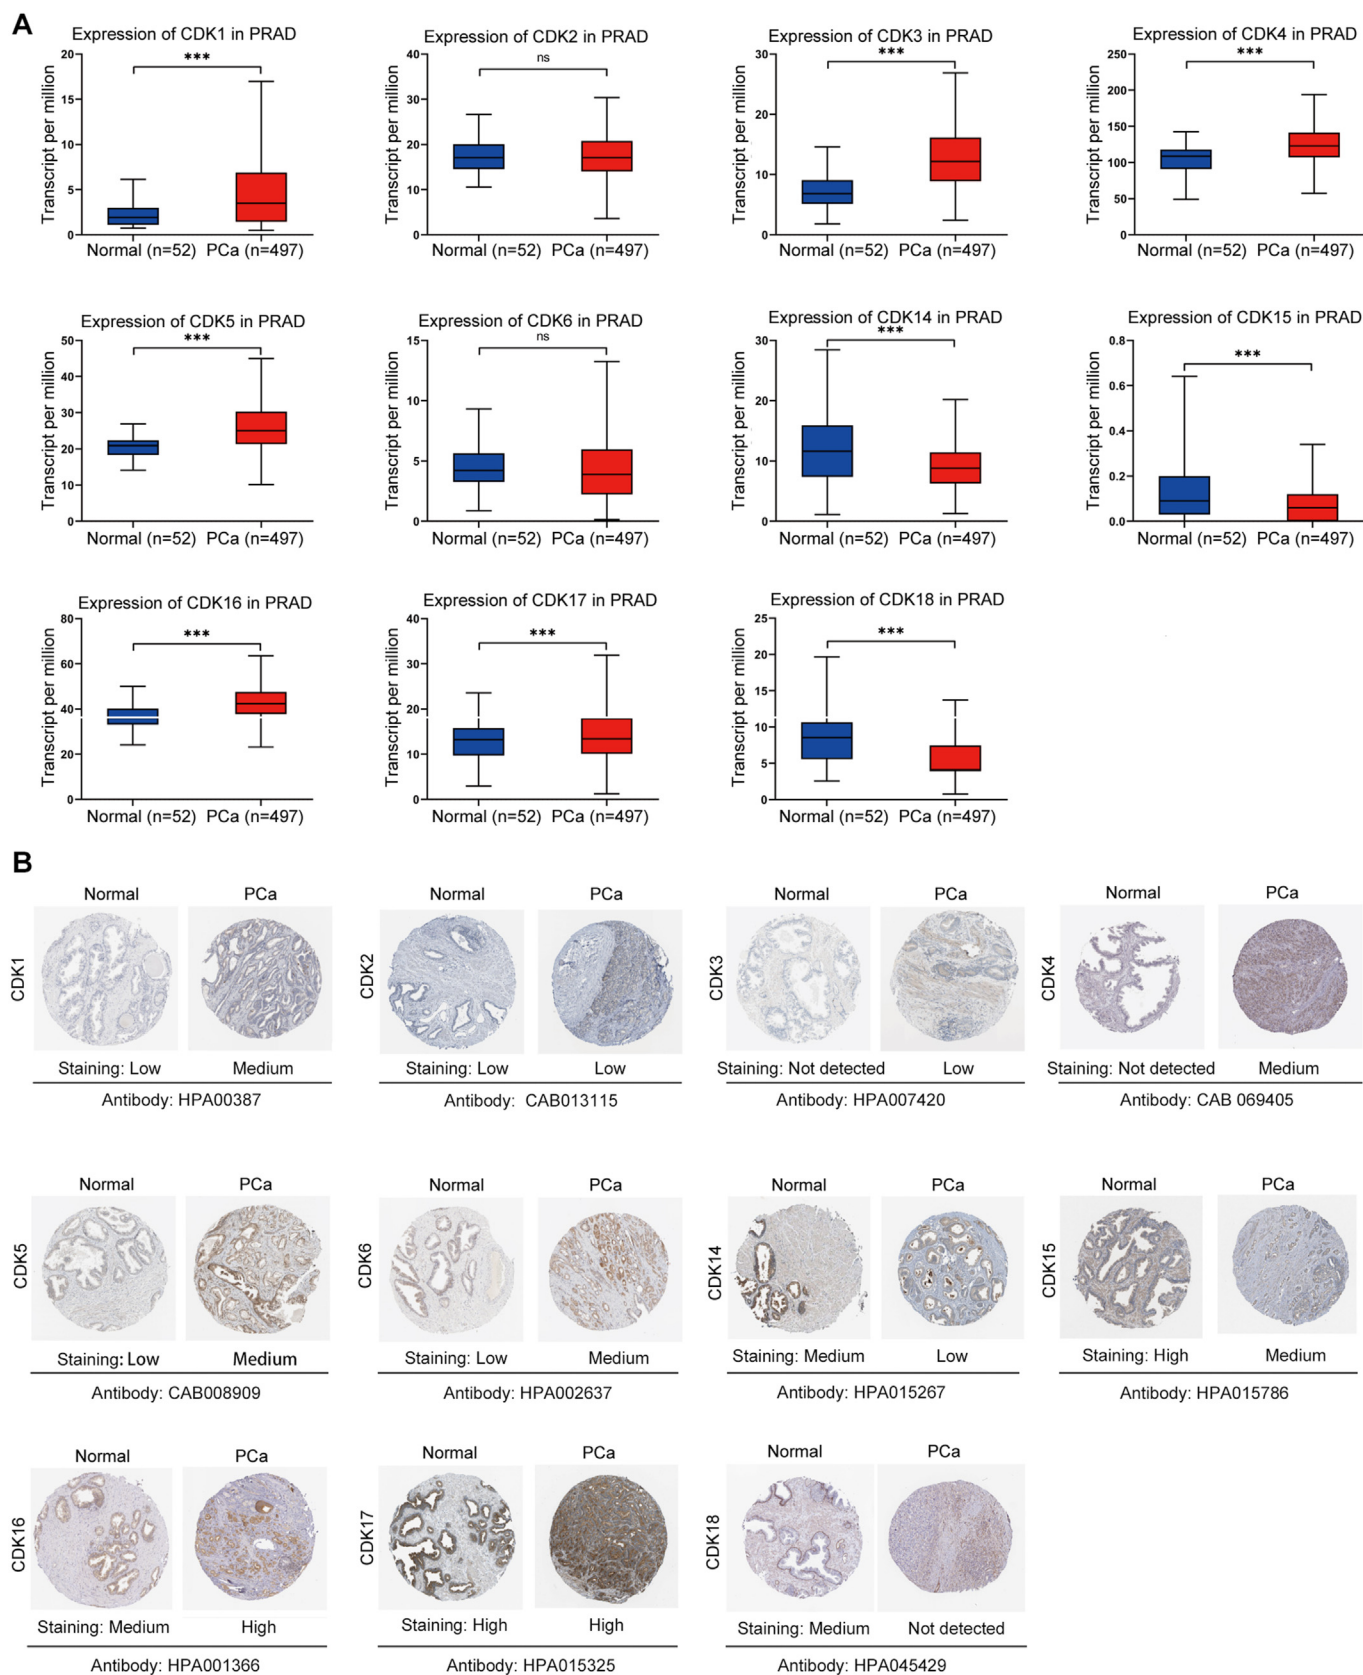 A
Expression of CDK1 in PRAD
Transcript per million
20
15
10
5
0
***
Normal (n=52) PCa (n=497)
Expression of CDK2 in PRAD
Transcript per million
40
30
20
10
0
ns
Normal (n=52) PCa (n=497)
Expression of CDK3 in PRAD
Transcript per million
30
20
10
0
***
Normal (n=52) PCa (n=497)
Expression of CDK4 in PRAD
Transcript per million
250
200
150
100
50
0
***
Normal (n=52) PCa (n=497)
Expression of CDK5 in PRAD
Transcript per million
50
40
30
20
10
0
***
Normal (n=52) PCa (n=497)
Expression of CDK6 in PRAD
Transcript per million
15
10
5
0
ns
Normal (n=52) PCa (n=497)
Expression of CDK14 in PRAD
Transcript per million
30
20
10
0
***
Normal (n=52) PCa (n=497)
Expression of CDK15 in PRAD
Transcript per million
0.8
0.6
0.4
0.2
0.0
***
Normal (n=52) PCa (n=497)
Expression of CDK16 in PRAD
Transcript per million
80
60
40
20
0
***
Normal (n=52) PCa (n=497)
Expression of CDK17 in PRAD
Transcript per million
40
30
20
10
0
***
Normal (n=52) PCa (n=497)
Expression of CDK18 in PRAD
Transcript per million
25
20
15
10
5
0
***
Normal (n=52) PCa (n=497)
B
Normal PCa
CDK1
Staining: Low Medium
Antibody: HPA00387
Normal PCa
CDK2
Staining: Low Low
Antibody: CAB013115
Normal PCa
CDK3
Staining: Not detected Low
Antibody: HPA007420
Normal PCa
CDK4
Staining: Not detected Medium
Antibody: CAB 069405
Normal PCa
CDK5
Staining: Low Medium
Antibody: CAB008909
Normal PCa
CDK6
Staining: Low Medium
Antibody: HPA002637
Normal PCa
CDK14
Staining: Medium Low
Antibody: HPA015267
Normal PCa
CDK15
Staining: High Medium
Antibody: HPA015786
Normal PCa
CDK16
Staining: Medium High
Antibody: HPA001366
Normal PCa
CDK17
Staining: High High
Antibody: HPA015325
Normal PCa
CDK18
Staining: Medium Not detected
Antibody: HPA045429